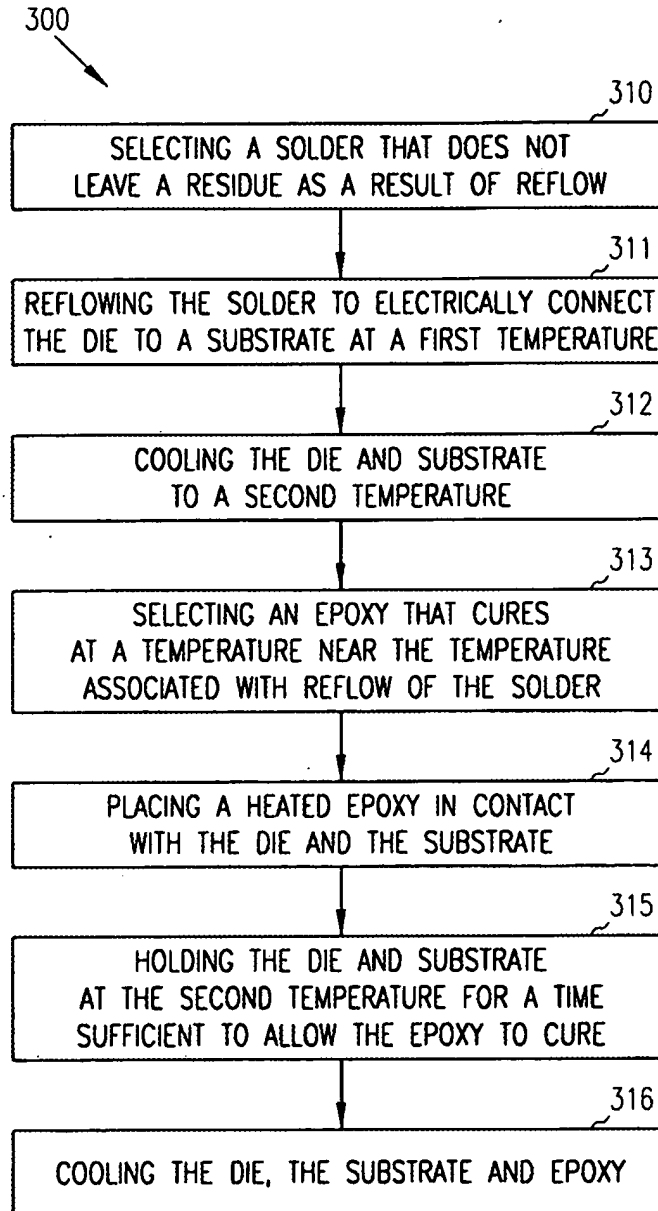 300
310
SELECTING A SOLDER THAT DOES NOT
LEAVE A RESIDUE AS A RESULT OF REFLOW
311
REFLOWING THE SOLDER TO ELECTRICALLY CONNECT
THE DIE TO A SUBSTRATE AT A FIRST TEMPERATURE
312
COOLING THE DIE AND SUBSTRATE
TO A SECOND TEMPERATURE
313
SELECTING AN EPOXY THAT CURES
AT A TEMPERATURE NEAR THE TEMPERATURE
ASSOCIATED WITH REFLOW OF THE SOLDER
314
PLACING A HEATED EPOXY IN CONTACT
WITH THE DIE AND THE SUBSTRATE
315
HOLDING THE DIE AND SUBSTRATE
AT THE SECOND TEMPERATURE FOR A TIME
SUFFICIENT TO ALLOW THE EPOXY TO CURE
316
COOLING THE DIE, THE SUBSTRATE AND EPOXY